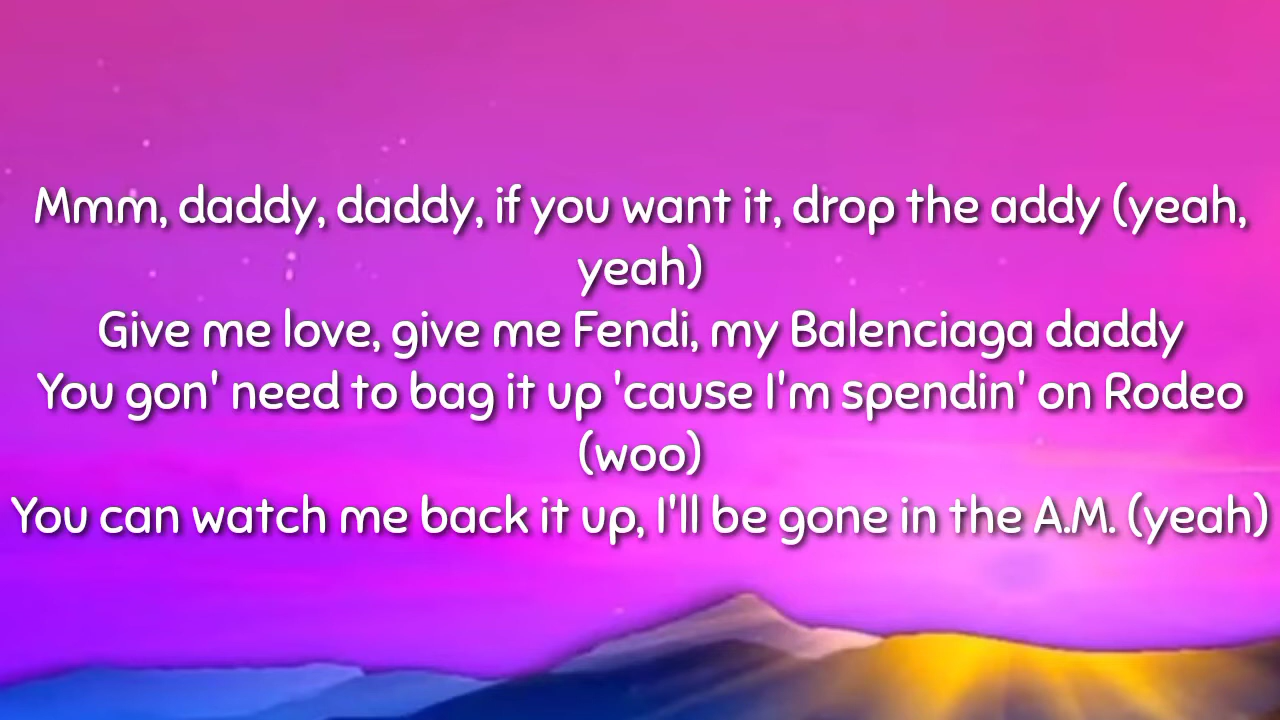 Mmm, daddy, daddy, if you want it, drop the addy (yeah,
yeah)
Give me love, give me Fendi, my Balenciaga daddy
You gon' need to bag it up 'cause I'm spendin' on Rodeo
(woo)
You can watch me back it up, I'll be gone in the A.M. (yeah)